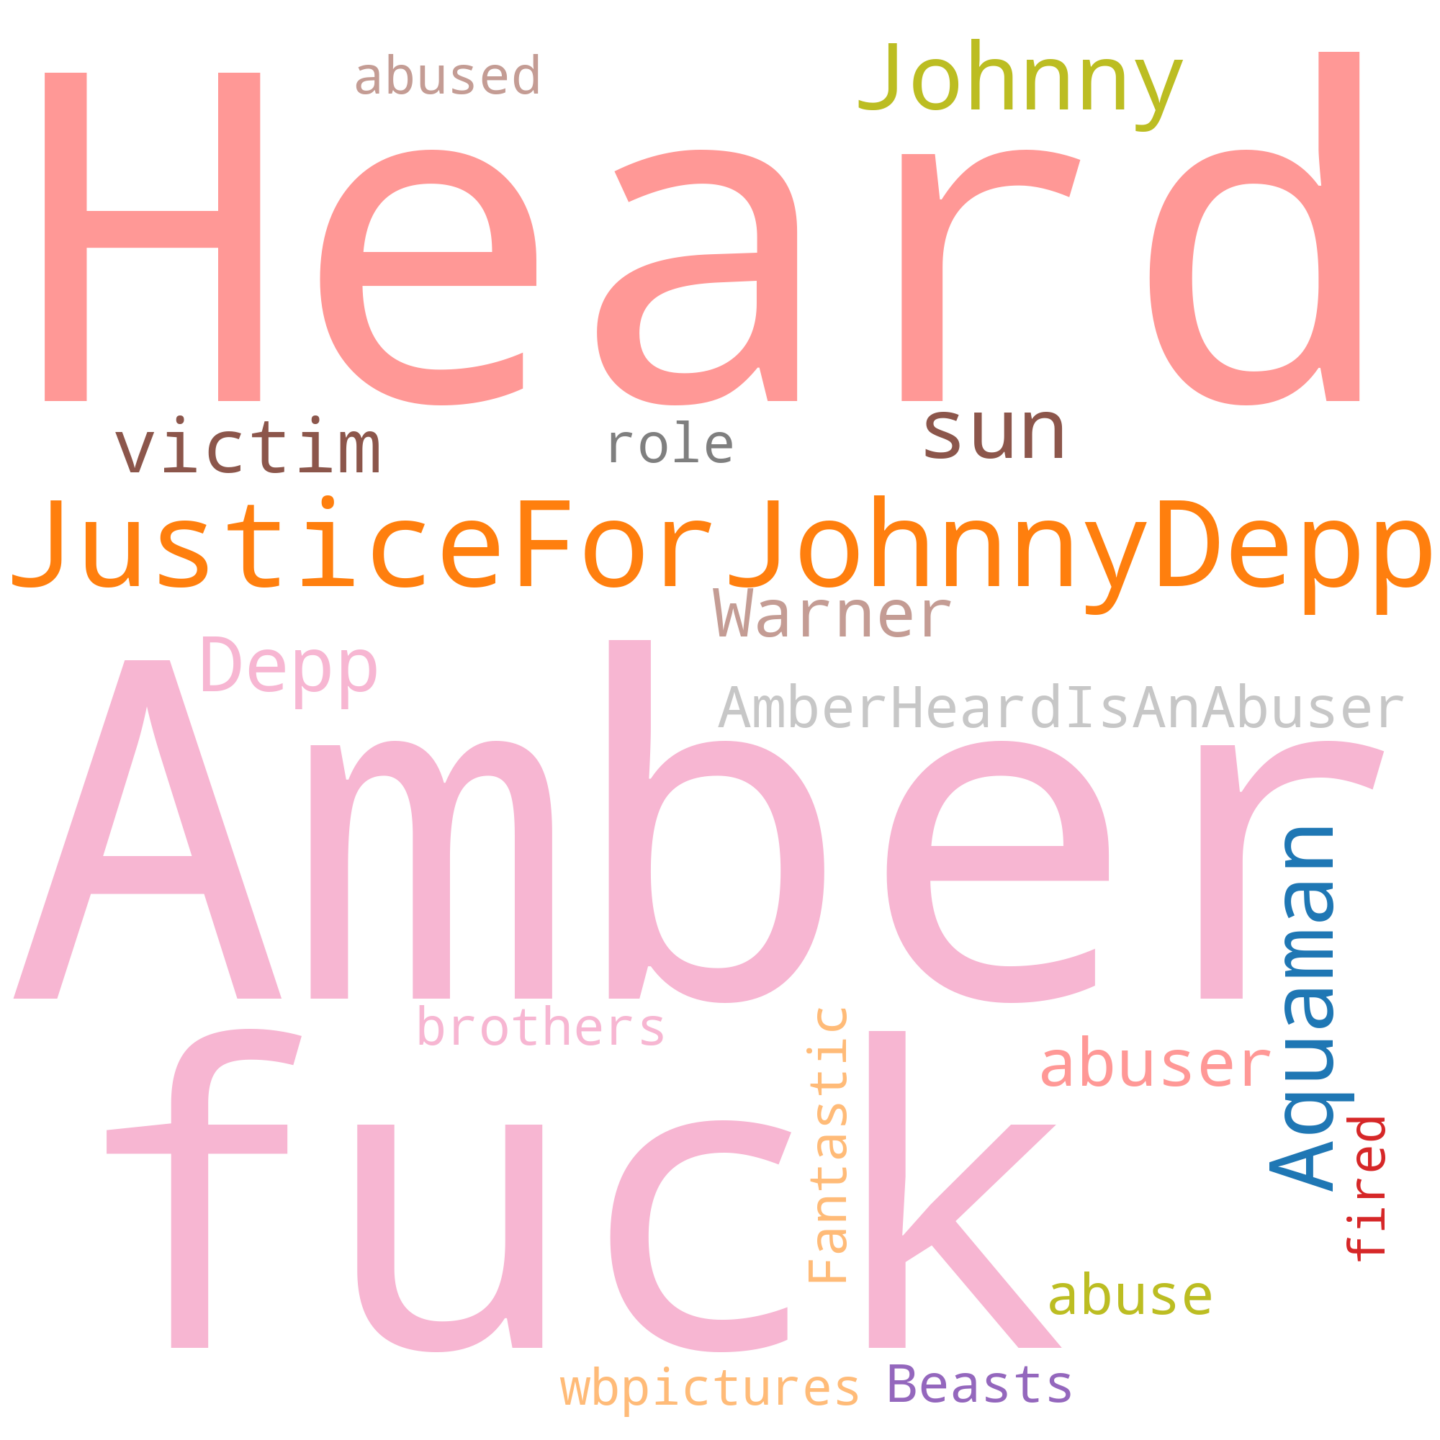 abused
Johnny
Heard
victim
role
sun
JusticeForJohnnyDepp
Warner
Depp
AmberHeardIsAnAbuser
Amber
Aquaman
brothers
Fantastic
abuser
fuck
fired
abuse
wbpictures
Beasts